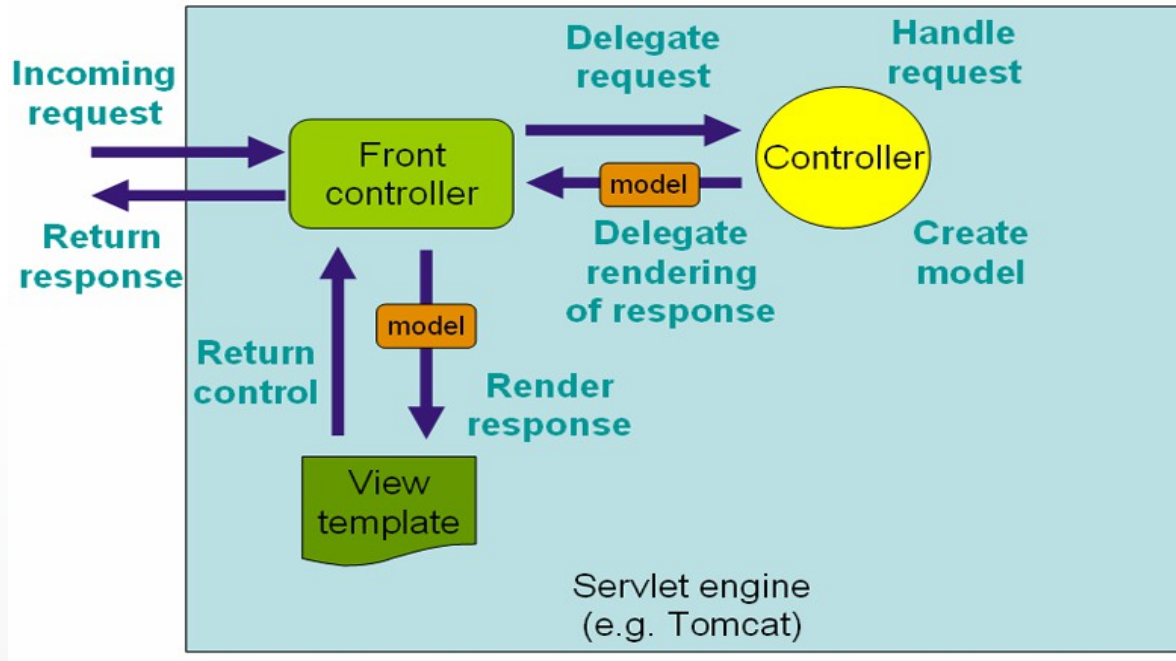 Incoming
request
Return
response
Front
controller
Delegate
request
Handle
request
Controller
model
Delegate
rendering
of response
Create
model
model
Return
control
Render
response
View
template
Servlet engine
(e.g. Tomcat)